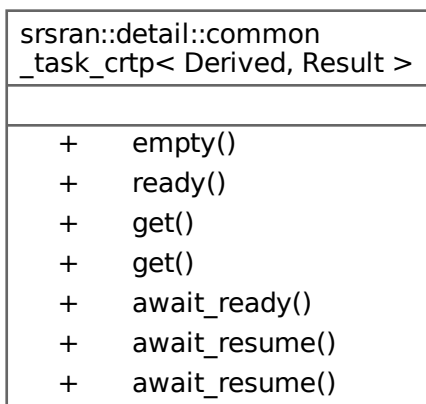 srsran::detail::common
_task_crtp< Derived, Result >
+ empty()
+ ready()
+ get()
+ get()
+ await_ready()
+ await_resume()
+ await_resume()